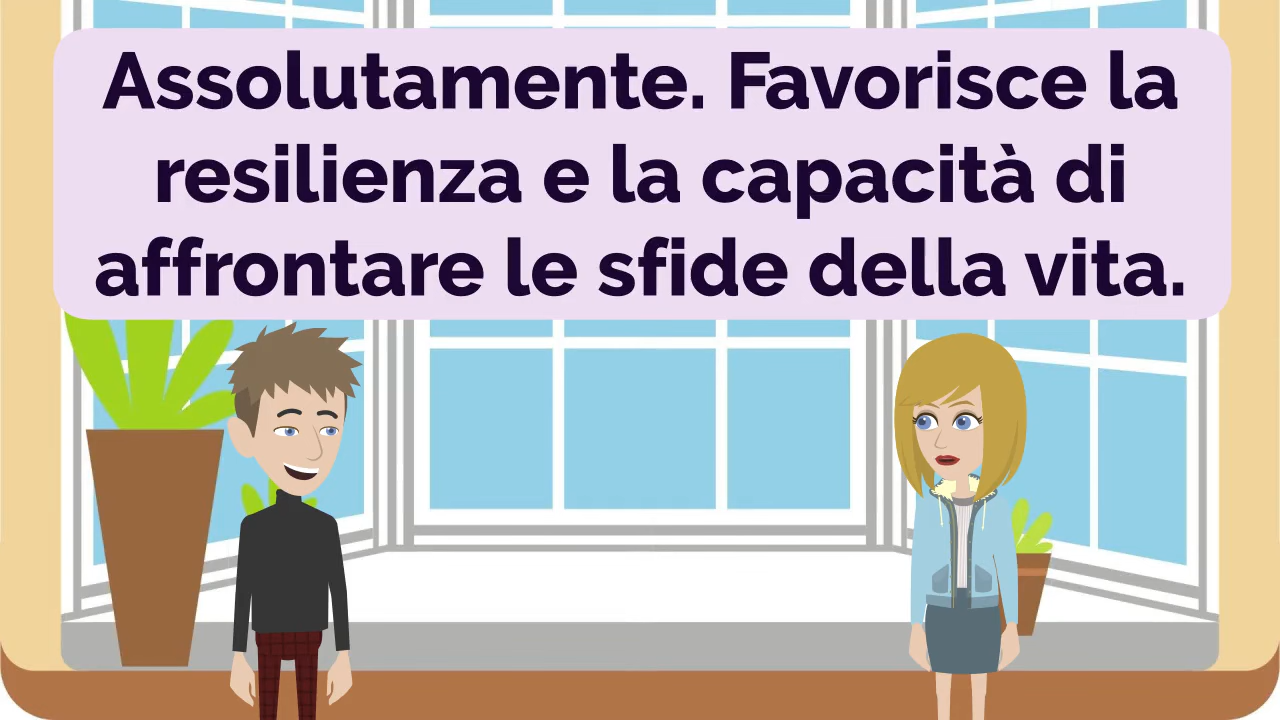 Assolutamente. Favorisce la
resilienza e la capacità di
affrontare le sfide della vita.